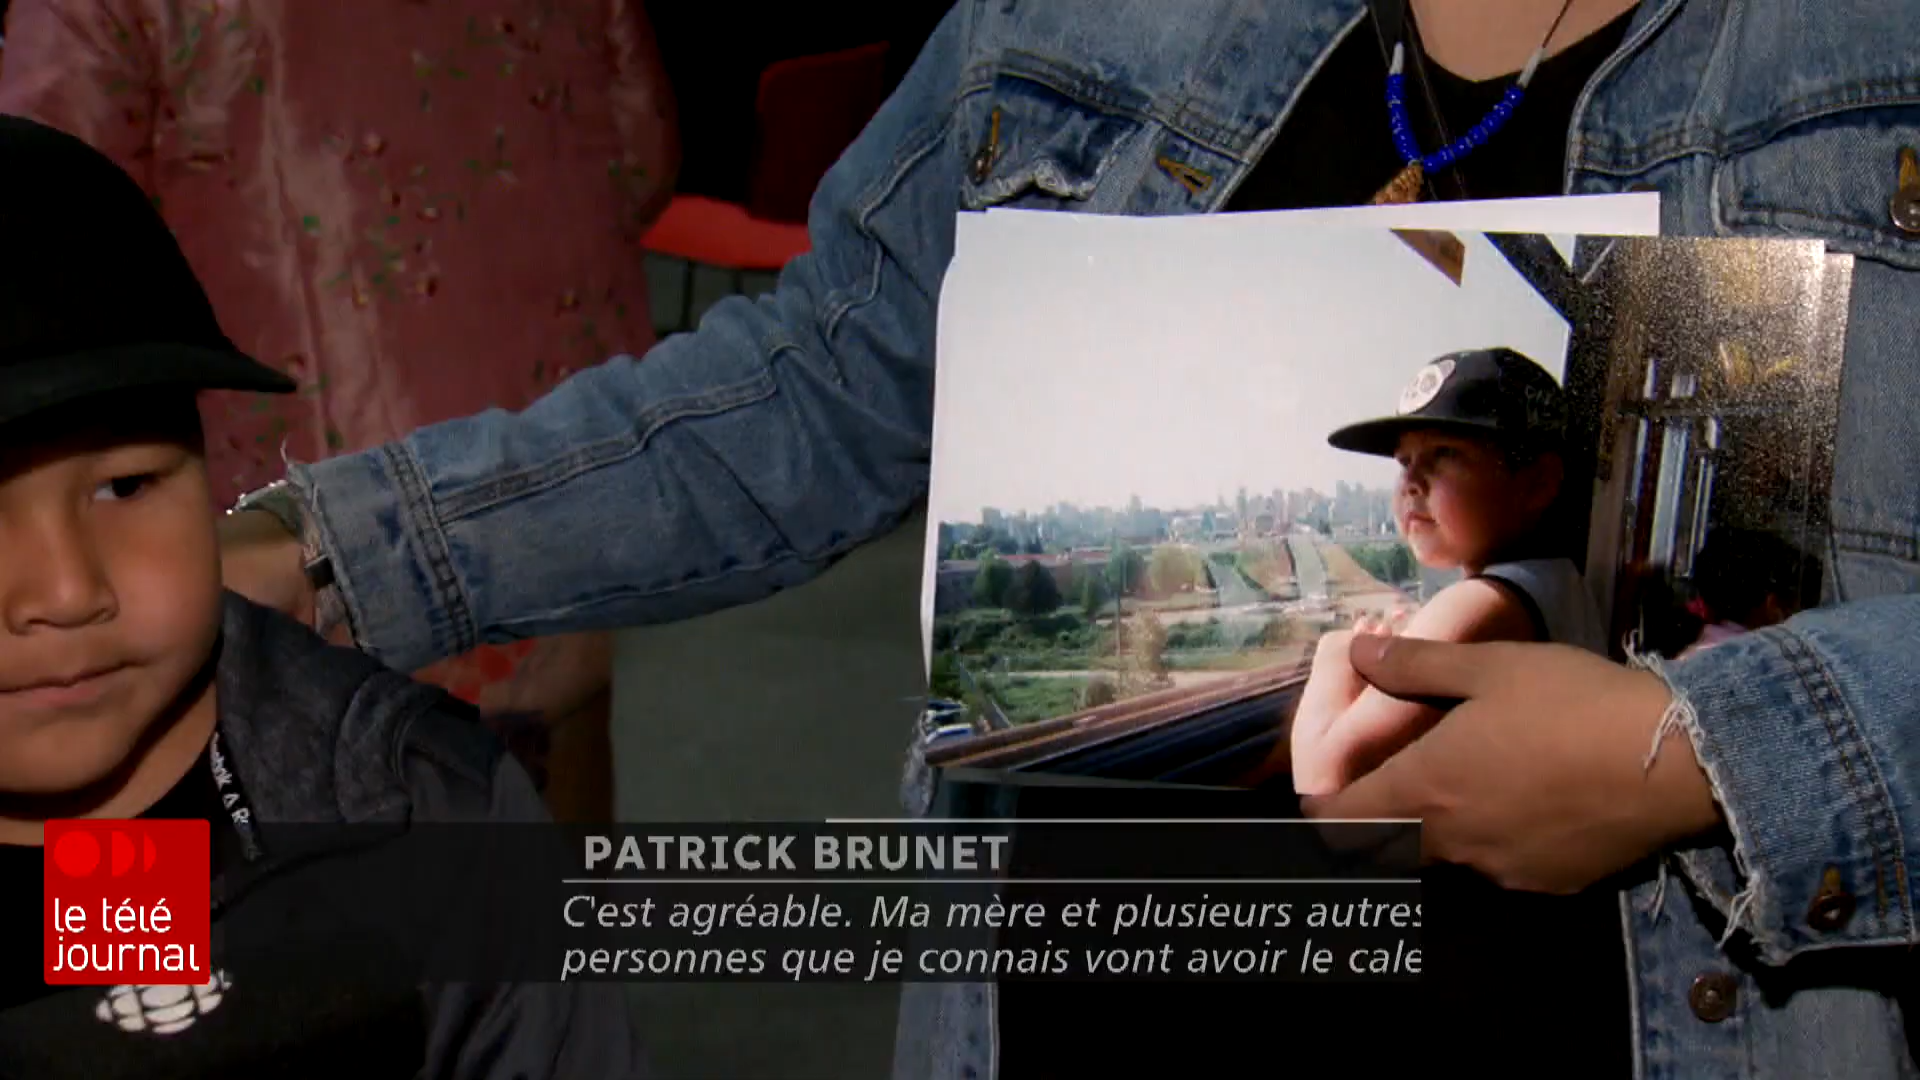 PATRICK BRUNET
C'est agréable. Ma mère et plusieurs autres
personnes que je connais vont avoir le cale
le télé
journal